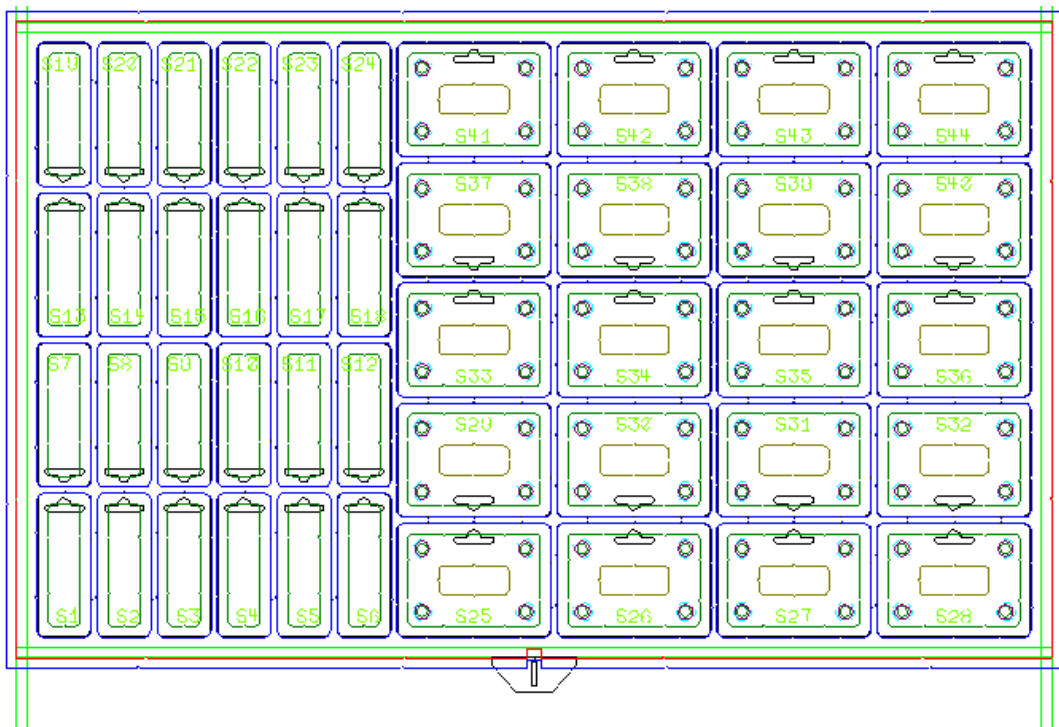 S19 S20 S21 S22 S23 S24
S41 S42 S43 S44
S37 S38 S39 S40
S13 S14 S15 S16 S17 S18
S7 S8 S9 S10 S11 S12
S33 S34 S35 S36
S29 S30 S31 S32
S1 S2 S3 S4 S5 S6 S25 S26 S27 S28